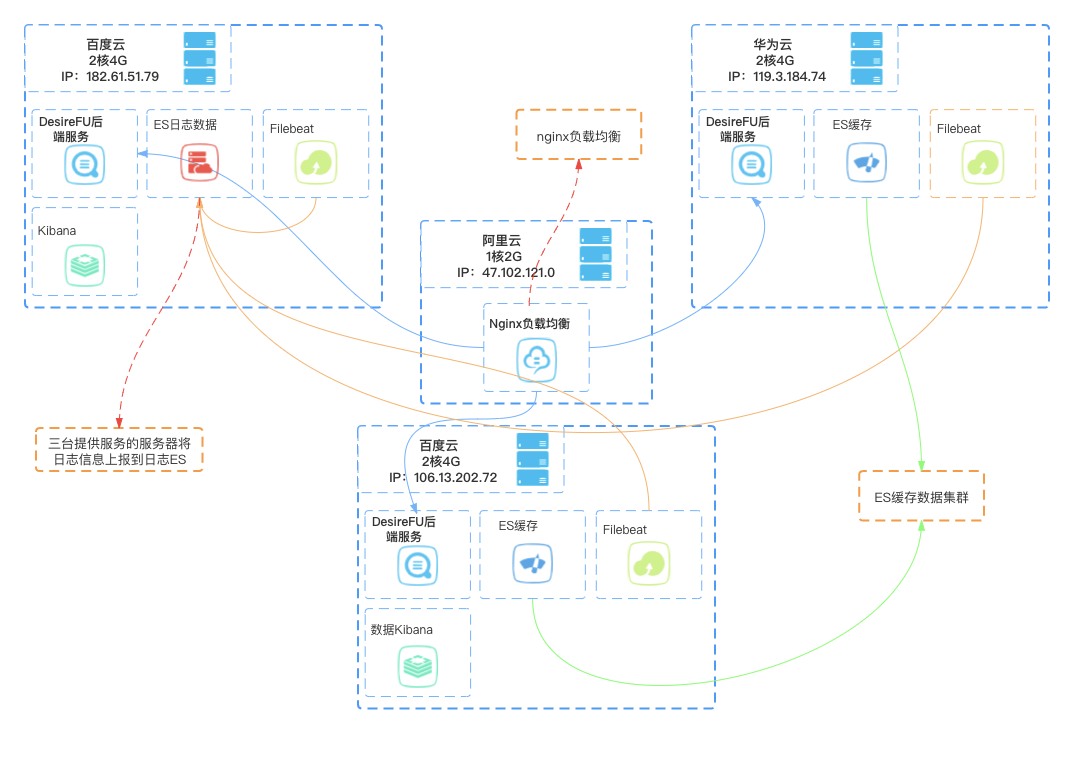 百度云
2核4G
IP：182.61.51.79
DesireFU后
端服务
ES日志数据
Filebeat
Kibana
nginx负载均衡
华为云
2核4G
IP：119.3.184.74
DesireFU后
端服务
ES缓存
Filebeat
阿里云
1核2G
IP：47.102.121.0
Nginx负载均衡
三台提供服务的服务器将
日志信息上报到日志ES
百度云
2核4G
IP：106.13.202.72
DesireFU后
端服务
ES缓存
Filebeat
数据Kibana
ES缓存数据集群